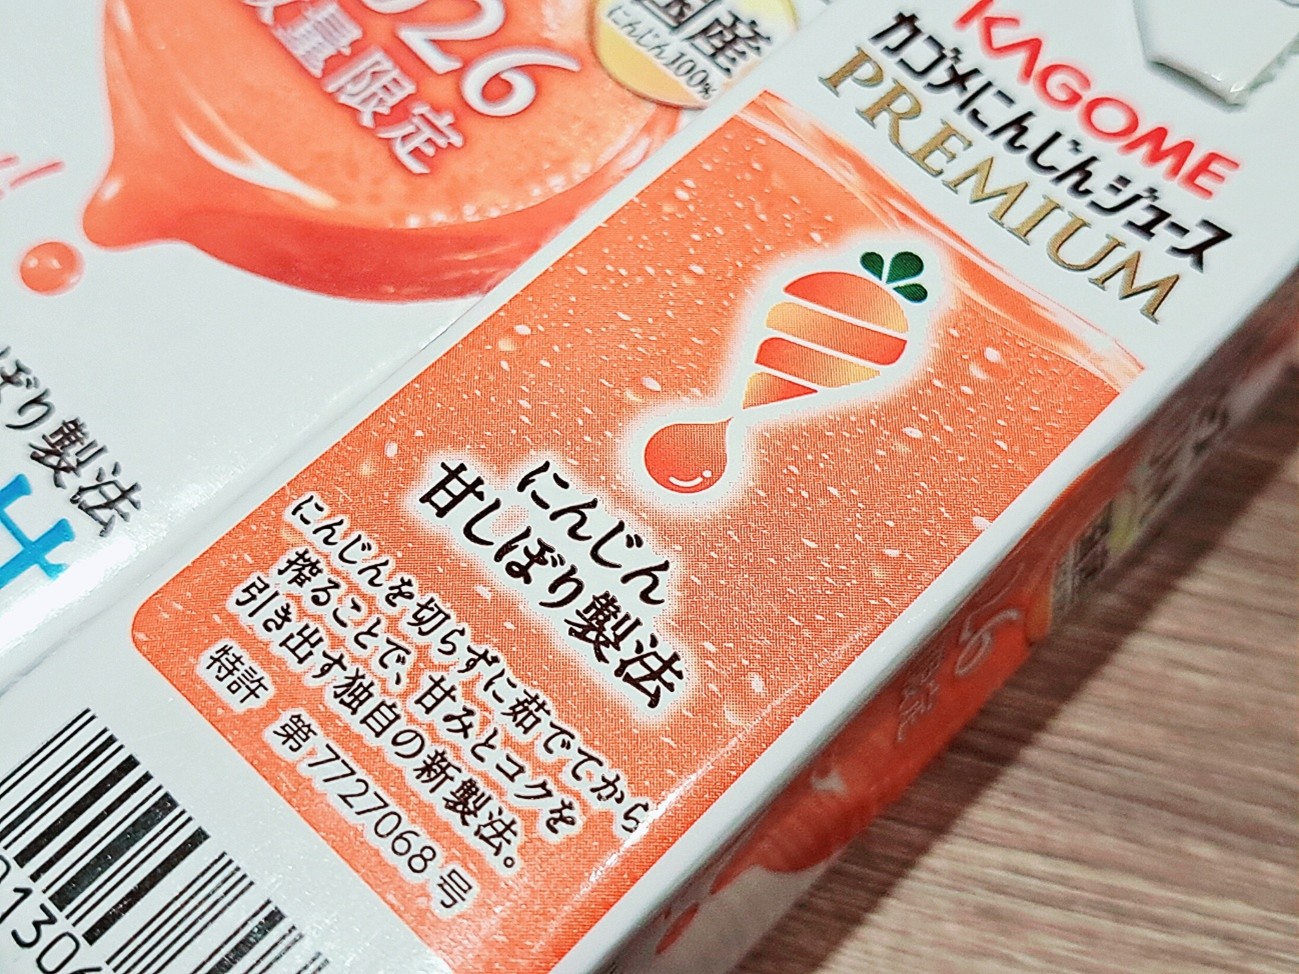 026
数量限定
国産
にんじん100%
KAGOME
カゴメにんじんジュース
PREMIUM
にんじん
甘しぼり製法
にんじんを切らずに茹でてから
搾ることで、甘みとコクを
引き出す独自の新製法。
特許 第7727068号
ぼり製法